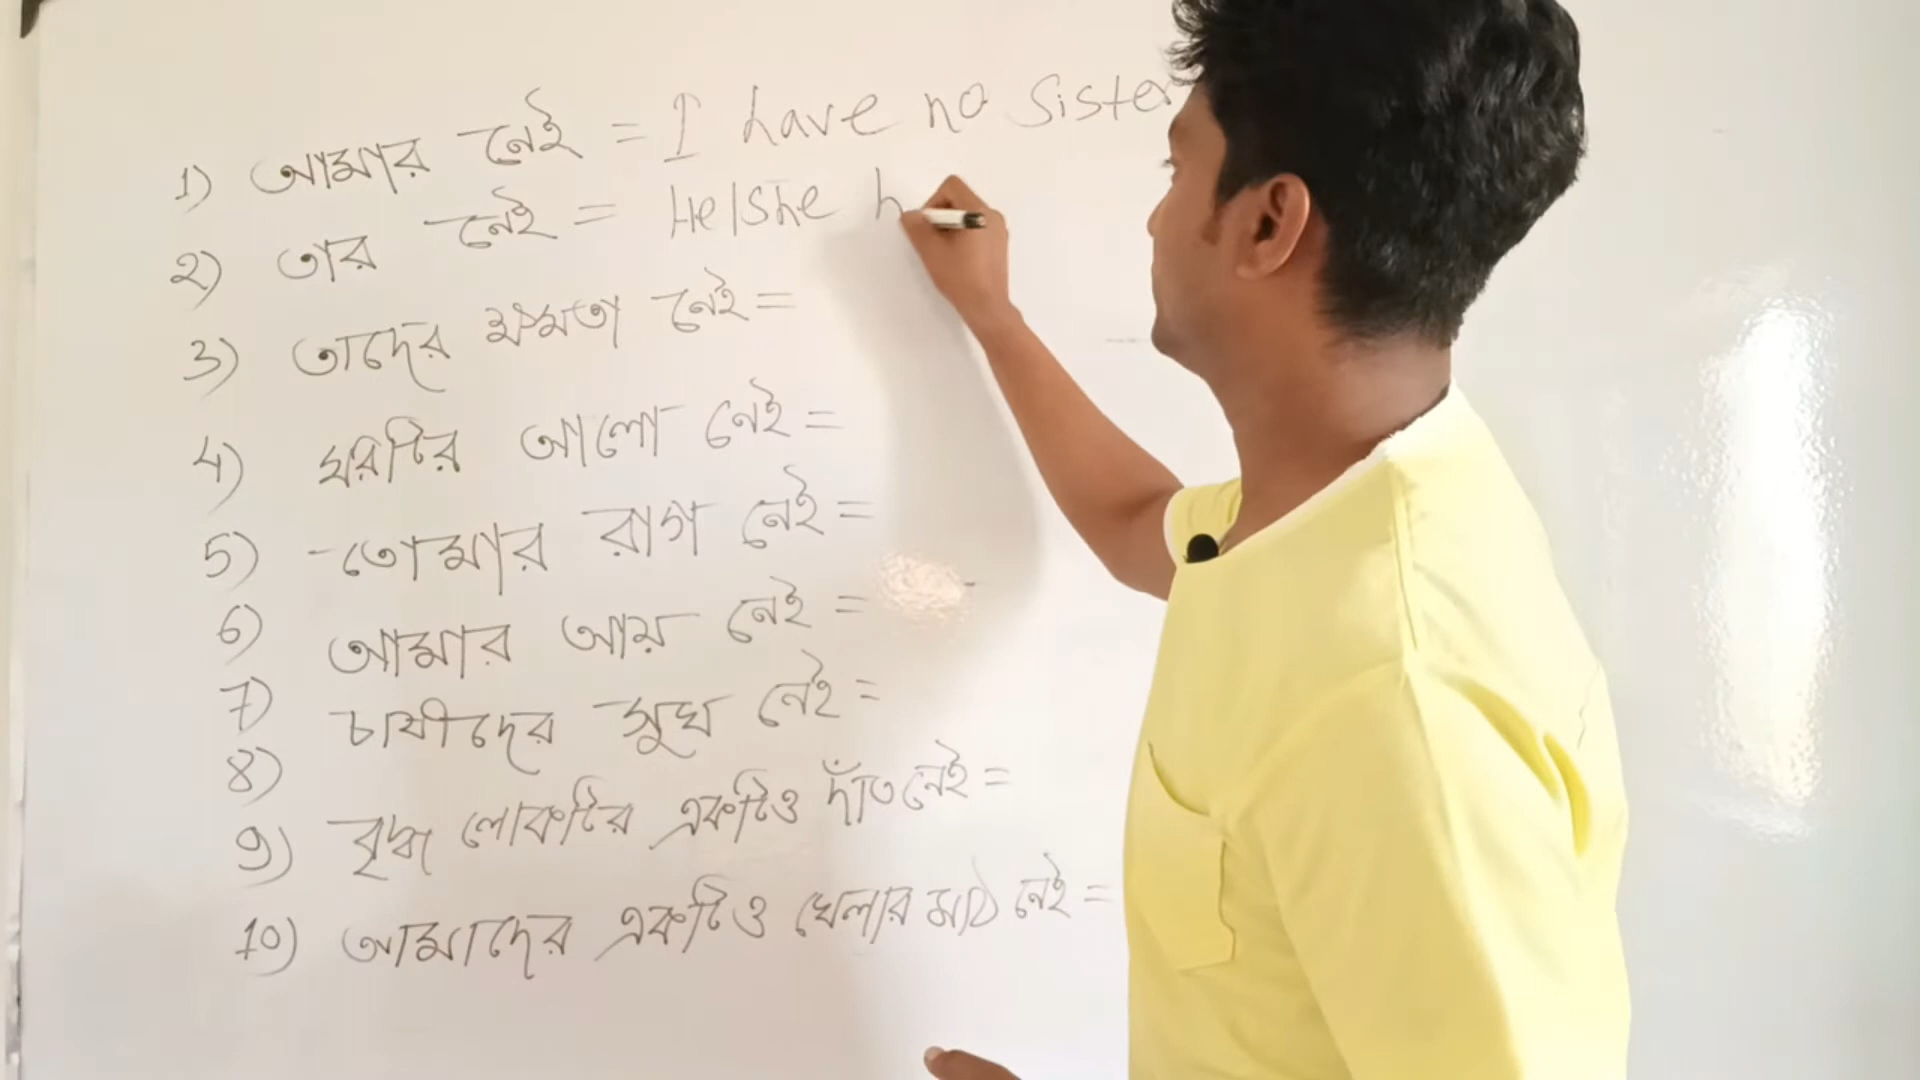 1) আমার নেই = I have no Sister
2) তার নেই = He/She h
3) তাদের ক্ষমতা নেই =
4) ঘরটির আলো নেই =
5) তোমার রাগ নেই =
6) আমার আয় নেই =
7) চাষীদের সুখ নেই =
8)
9) বৃদ্ধ লোকটির একটিও দাঁত নেই =
10) আমাদের একটিও খেলার মাঠ নেই =